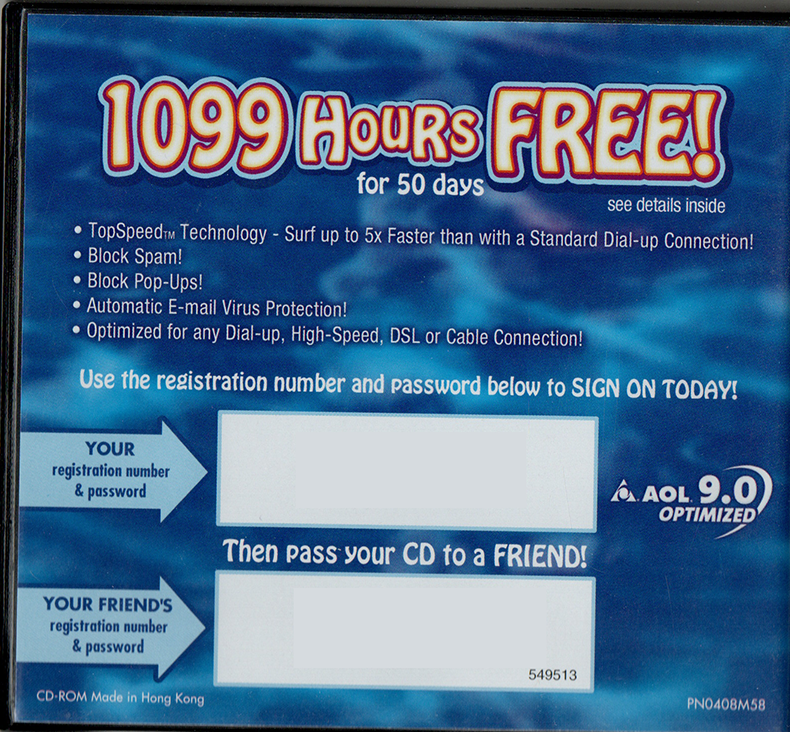 1099 HOURS FREE!
for 50 days
see details inside
• TopSpeed™ Technology - Surf up to 5x Faster than with a Standard Dial-up Connection!
• Block Spam!
• Block Pop-Ups!
• Automatic E-mail Virus Protection!
• Optimized for any Dial-up, High-Speed, DSL or Cable Connection!
Use the registration number and password below to SIGN ON TODAY!
YOUR
registration number
& password
AOL 9.0
OPTIMIZED
Then pass your CD to a FRIEND!
YOUR FRIEND'S
registration number
& password
549513
CD-ROM Made in Hong Kong
PN0408M58